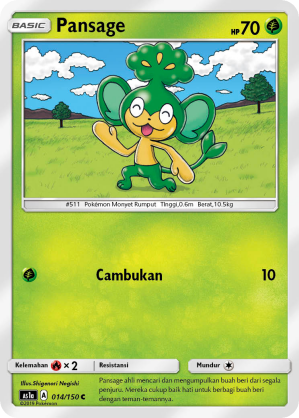 BASIC Pansage HP70
#511 Pokémon Monyet Rumput Tinggi,0.6m Berat,10.5kg
Cambukan 10
Kelemahan × 2 Resistansi Mundur
Illus.Shigenori Negishi
AS1a A 014/150 C
©2019 Pokémon
Pansage ahli mencari dan mengumpulkan buah beri dari segala
penjuru. Mereka cukup baik hati untuk berbagi buah beri dengan
teman-temannya.